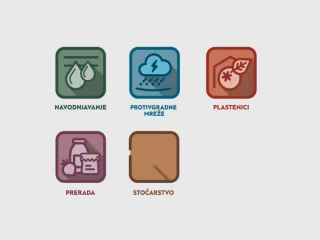 NAVODNJAVANJE
PROTIVGRADNE
MREŽE
PLASTENICI
PRERADA
STOČARSTVO